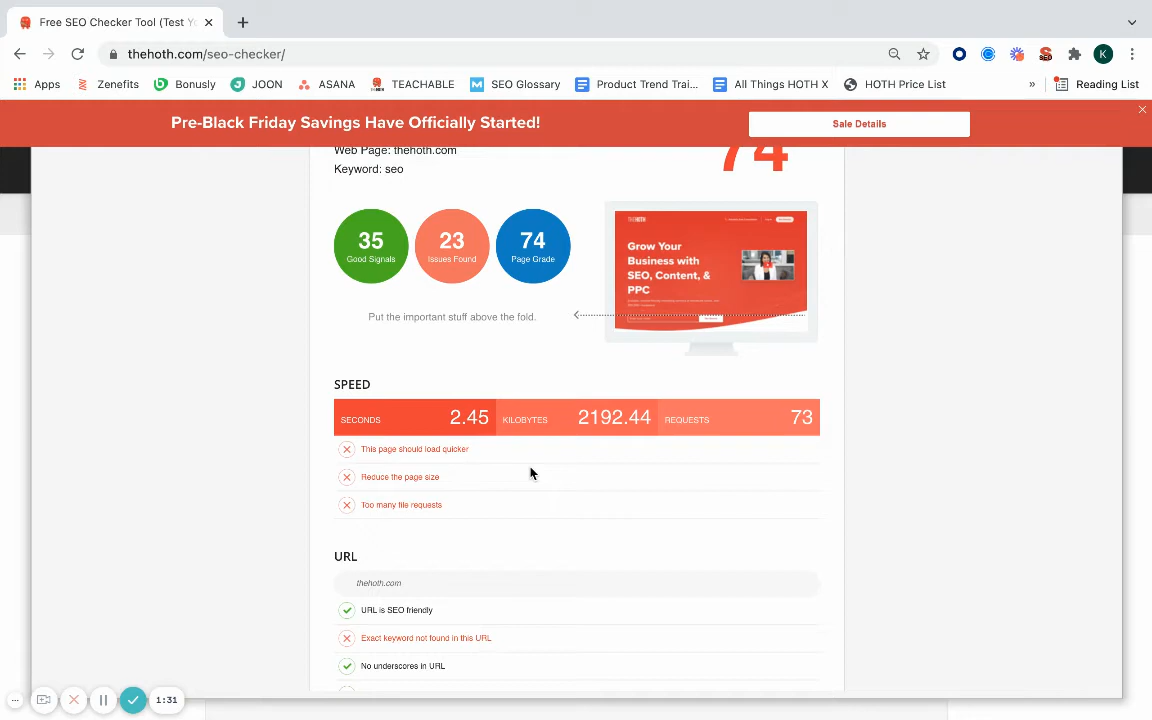 Free SEO Checker Tool (Test Y
thehoth.com/seo-checker/
K
Apps
Zenefits
Bonusly
JOON
ASANA
TEACHABLE
SEO Glossary
Product Trend Trai...
All Things HOTH X
HOTH Price List
»
Reading List
Pre-Black Friday Savings Have Officially Started!
Sale Details
Web Page: thehoth.com
Keyword: seo
74
35
Good Signals
23
Issues Found
74
Page Grade
Grow Your
Business with
SEO, Content, &
PPC
Put the important stuff above the fold.
SPEED
SECONDS 2.45 KILOBYTES 2192.44 REQUESTS 73
This page should load quicker
Reduce the page size
Too many file requests
URL
thehoth.com
URL is SEO friendly
Exact keyword not found in this URL
No underscores in URL
1:31